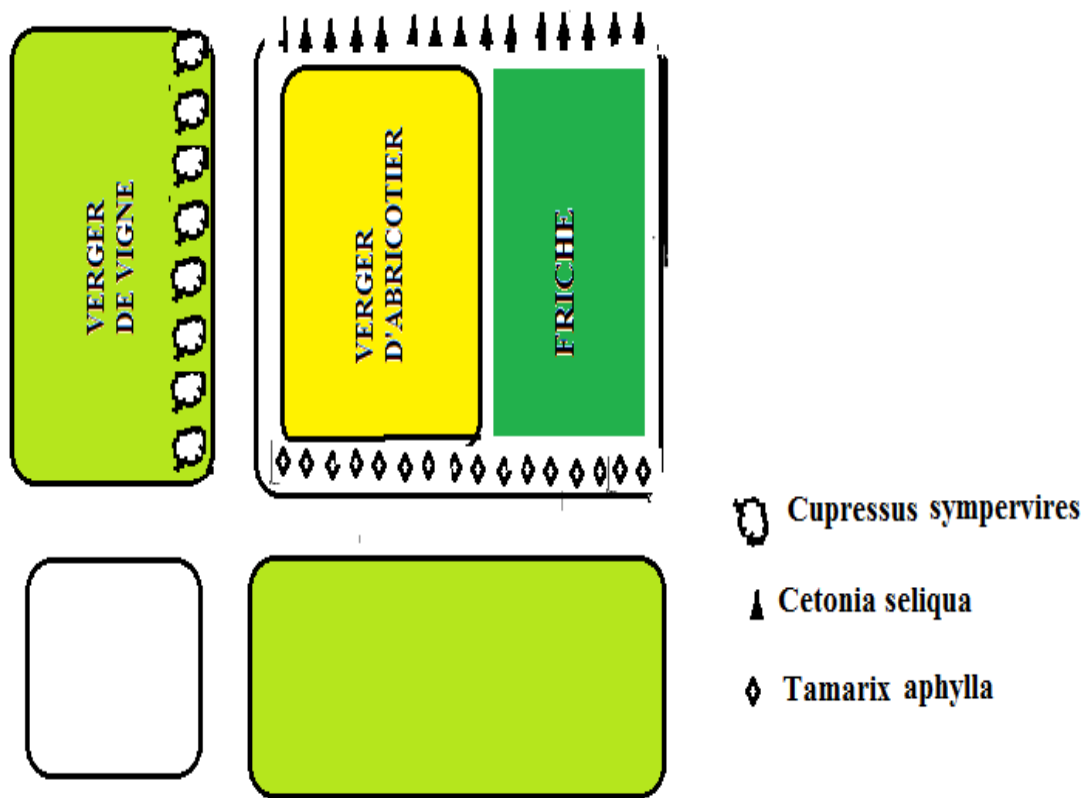 VERGER
DE VIGNE
VERGER
D'ABRICOTIER
FRICHE
Cupressus sympervires
Cetonia seliqua
Tamarix aphylla